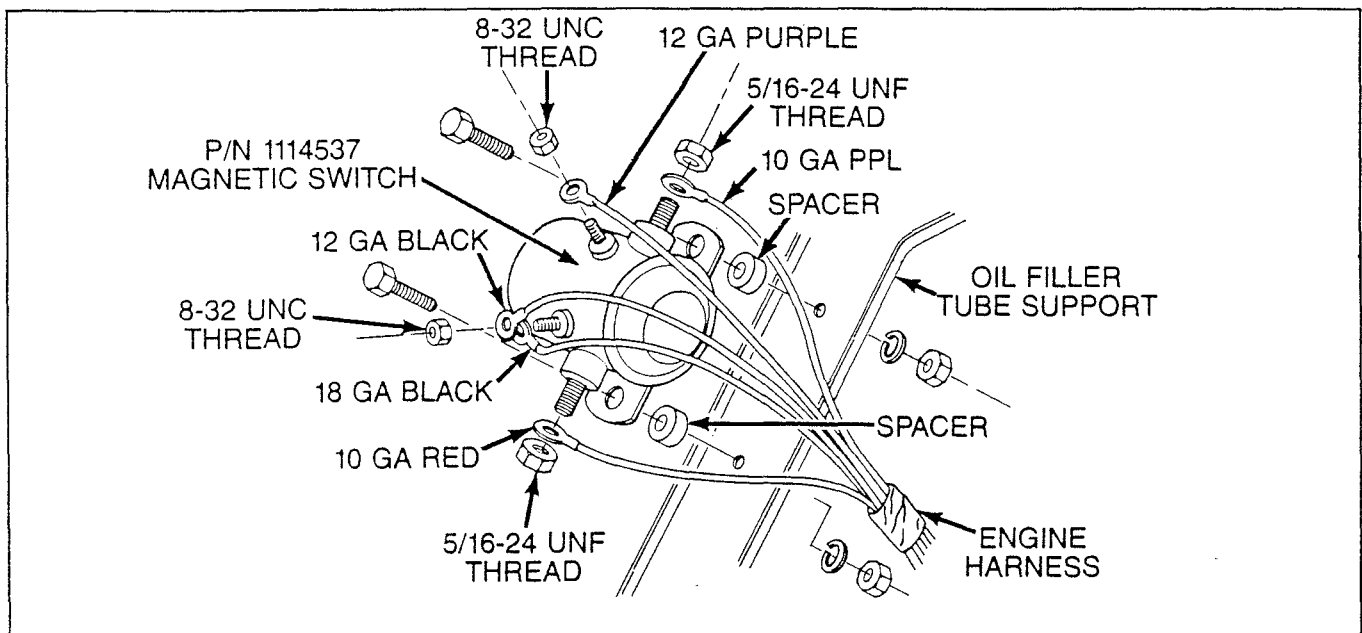 8-32 UNC
THREAD
12 GA PURPLE
5/16-24 UNF
THREAD
P/N 1114537
MAGNETIC SWITCH
10 GA PPL
SPACER
12 GA BLACK
OIL FILLER
TUBE SUPPORT
8-32 UNC
THREAD
18 GA BLACK
SPACER
10 GA RED
5/16-24 UNF
THREAD
ENGINE
HARNESS